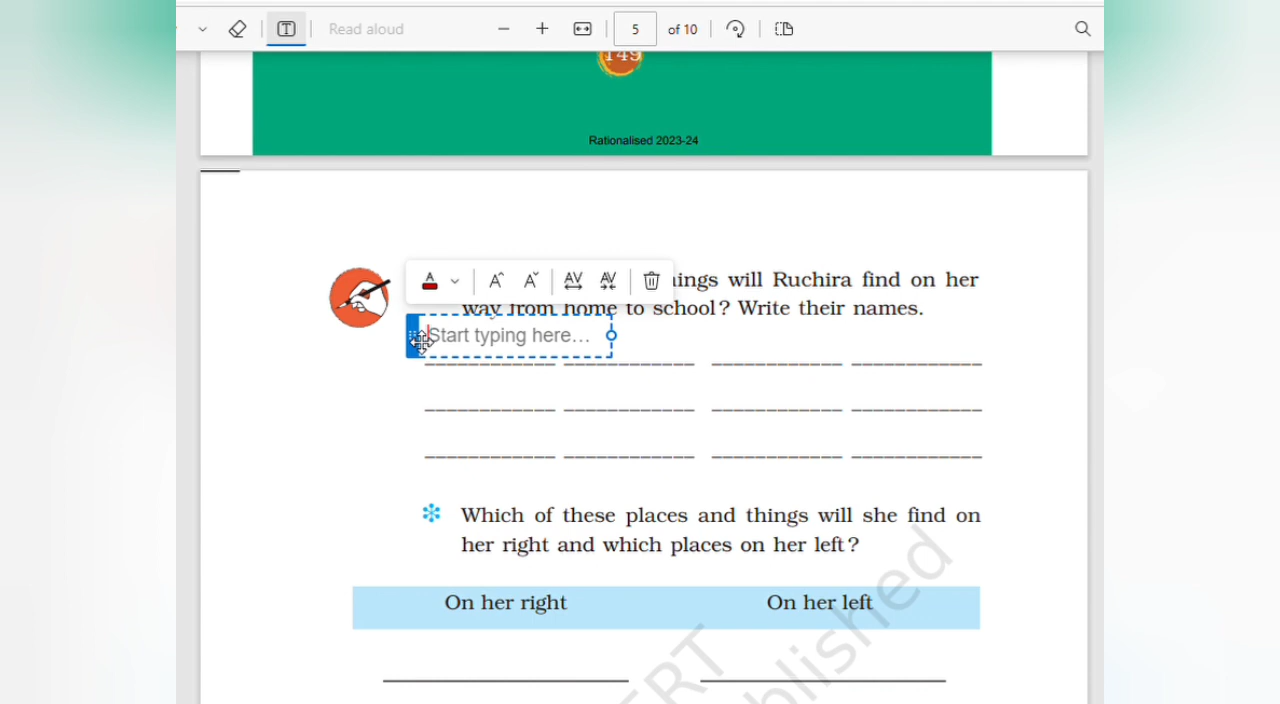 Read aloud
5
of 10
149
Rationalised 2023-24
things will Ruchira find on her
way from home to school? Write their names.
Start typing here...
Which of these places and things will she find on
her right and which places on her left?
On her right
On her left